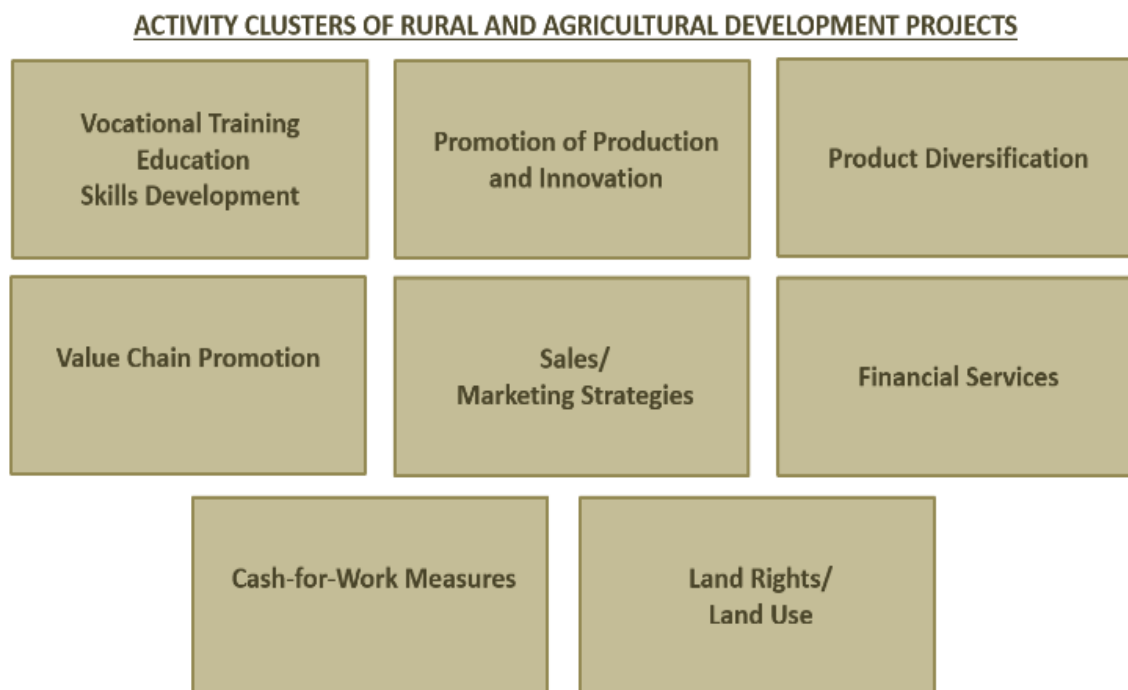 ACTIVITY CLUSTERS OF RURAL AND AGRICULTURAL DEVELOPMENT PROJECTS
Vocational Training
Education
Skills Development
Promotion of Production
and Innovation
Product Diversification
Value Chain Promotion
Sales/
Marketing Strategies
Financial Services
Cash-for-Work Measures
Land Rights/
Land Use